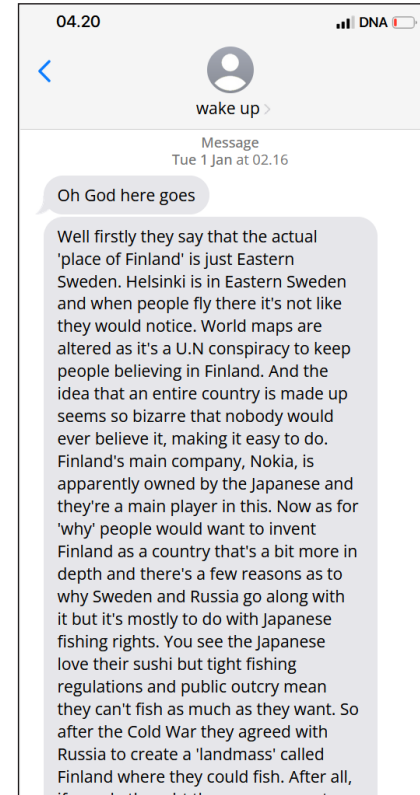 04.20 DNA
wake up
Message
Tue 1 Jan at 02.16
Oh God here goes
Well firstly they say that the actual
'place of Finland' is just Eastern
Sweden. Helsinki is in Eastern Sweden
and when people fly there it's not like
they would notice. World maps are
altered as it's a U.N conspiracy to keep
people believing in Finland. And the
idea that an entire country is made up
seems so bizarre that nobody would
ever believe it, making it easy to do.
Finland's main company, Nokia, is
apparently owned by the Japanese and
they're a main player in this. Now as for
'why' people would want to invent
Finland as a country that's a bit more in
depth and there's a few reasons as to
why Sweden and Russia go along with
it but it's mostly to do with Japanese
fishing rights. You see the Japanese
love their sushi but tight fishing
regulations and public outcry mean
they can't fish as much as they want. So
after the Cold War they agreed with
Russia to create a 'landmass' called
Finland where they could fish. After all,